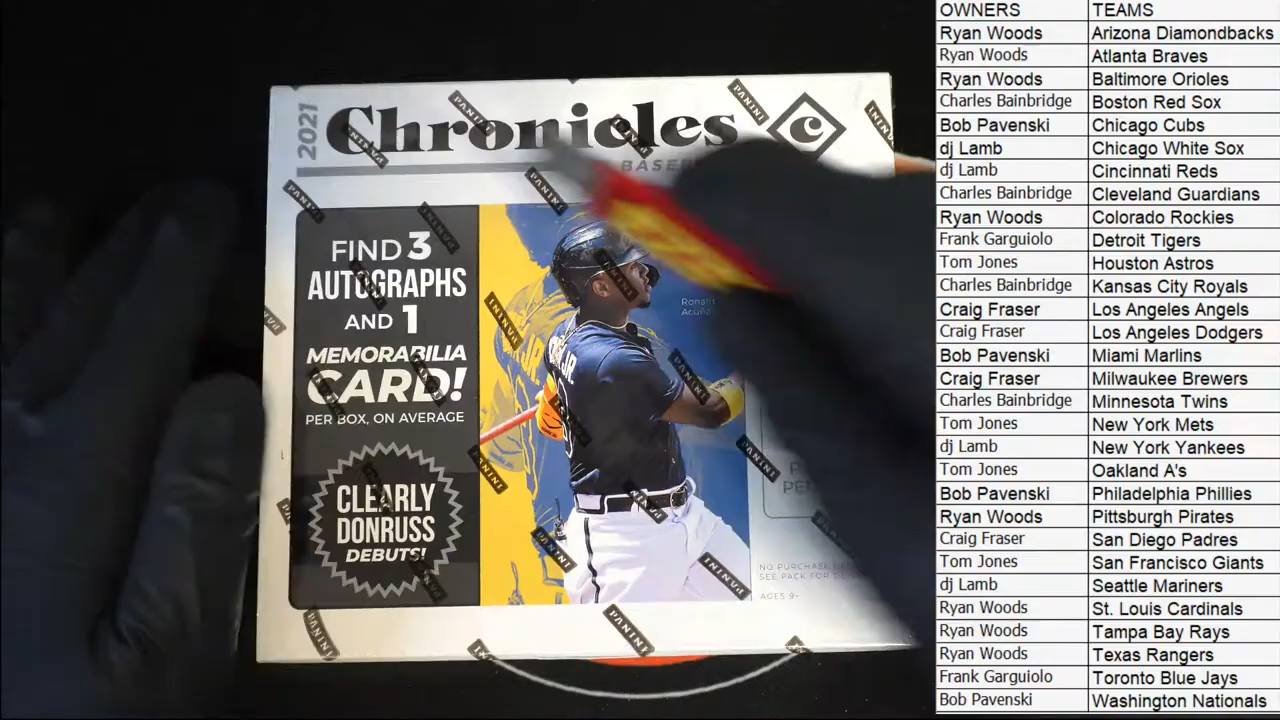 2021
Chronicles
BASEB
FIND 3
AUTOGRAPHS
AND 1
MEMORABILIA
CARD!
PER BOX, ON AVERAGE
CLEARLY
DONRUSS
DEBUTS!
Ronald
Acuña
NO PURCHASE
SEE PACK FOR
AGES 9+
PANINI
OWNERS TEAMS
Ryan Woods Arizona Diamondbacks
Ryan Woods Atlanta Braves
Ryan Woods Baltimore Orioles
Charles Bainbridge Boston Red Sox
Bob Pavenski Chicago Cubs
dj Lamb Chicago White Sox
dj Lamb Cincinnati Reds
Charles Bainbridge Cleveland Guardians
Ryan Woods Colorado Rockies
Frank Garguiolo Detroit Tigers
Tom Jones Houston Astros
Charles Bainbridge Kansas City Royals
Craig Fraser Los Angeles Angels
Craig Fraser Los Angeles Dodgers
Bob Pavenski Miami Marlins
Craig Fraser Milwaukee Brewers
Charles Bainbridge Minnesota Twins
Tom Jones New York Mets
dj Lamb New York Yankees
Tom Jones Oakland A's
Bob Pavenski Philadelphia Phillies
Ryan Woods Pittsburgh Pirates
Craig Fraser San Diego Padres
Tom Jones San Francisco Giants
dj Lamb Seattle Mariners
Ryan Woods St. Louis Cardinals
Ryan Woods Tampa Bay Rays
Ryan Woods Texas Rangers
Frank Garguiolo Toronto Blue Jays
Bob Pavenski Washington Nationals